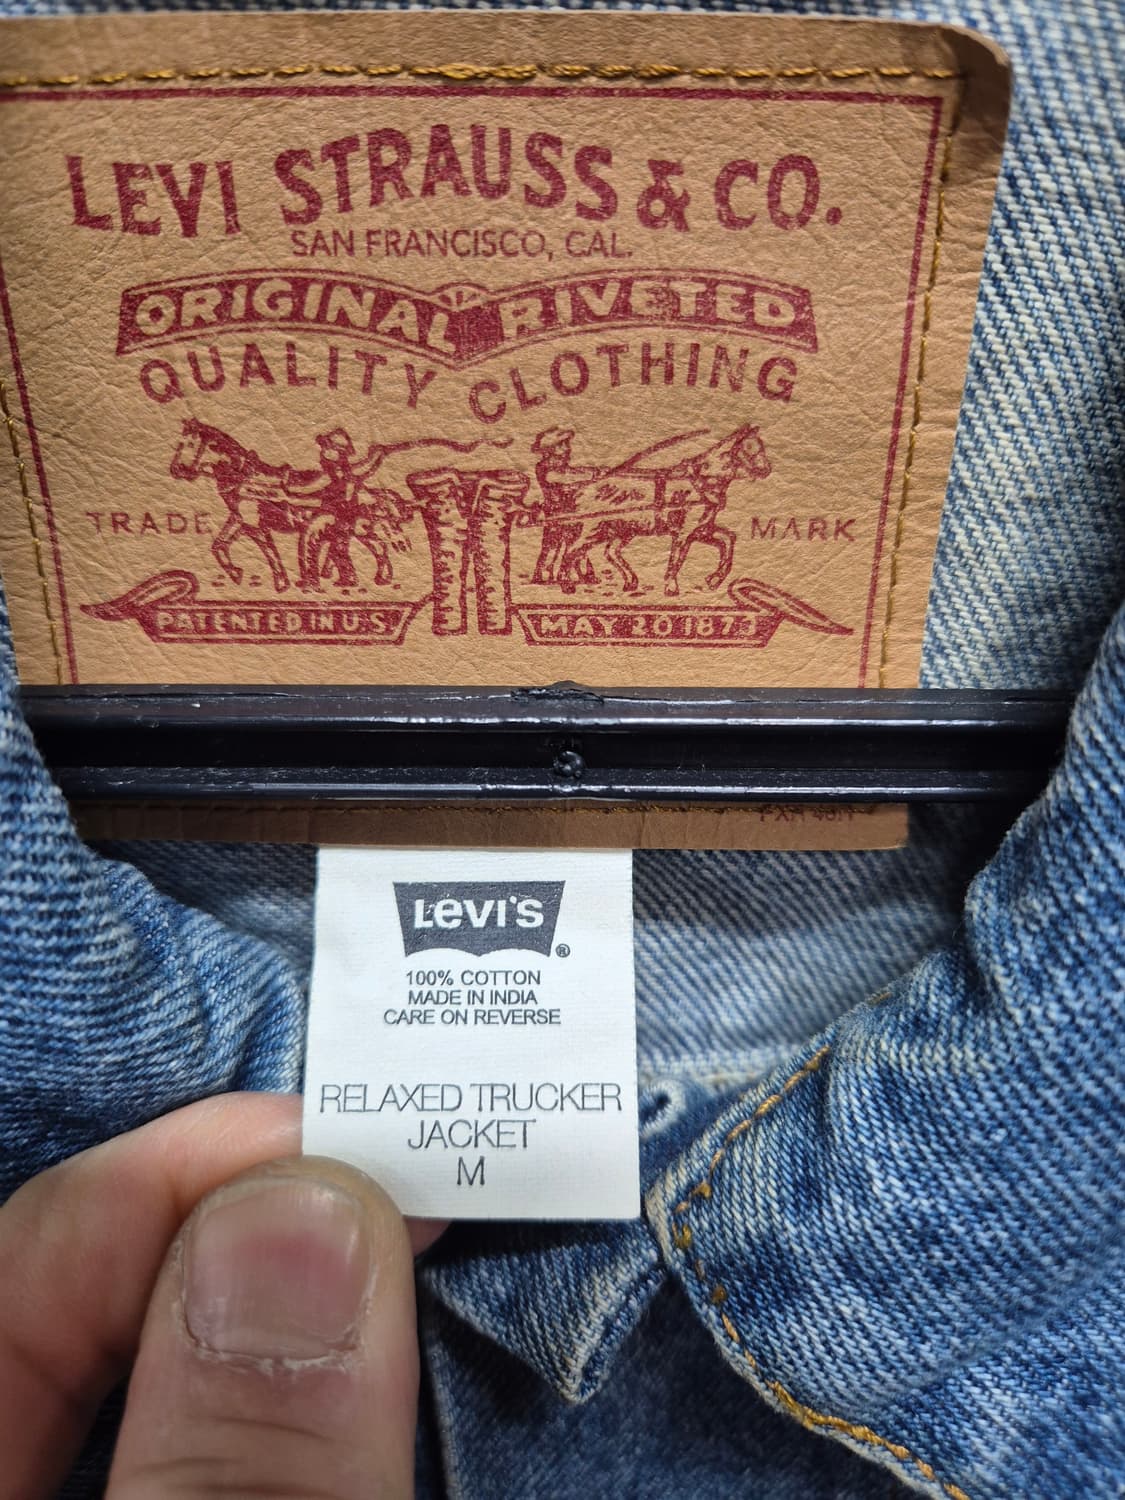 LEVI STRAUSS & CO.
SAN FRANCISCO, CAL.
ORIGINAL RIVETED
QUALITY CLOTHING
TRADE MARK
PATENTED IN U.S.
MAY 20 1873
LEVI'S ®
100% COTTON
MADE IN INDIA
CARE ON REVERSE
RELAXED TRUCKER
JACKET
M